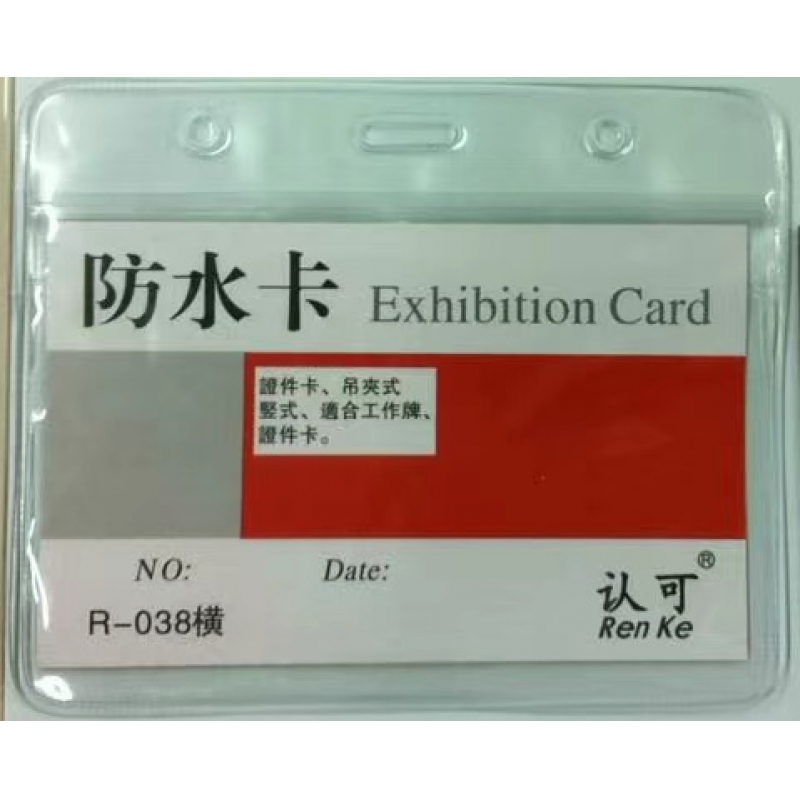 防水卡 Exhibition Card
證件卡、吊夾式
竪式、適合工作牌、
證件卡。
NO: Date:
R-038横
认可®
Ren Ke